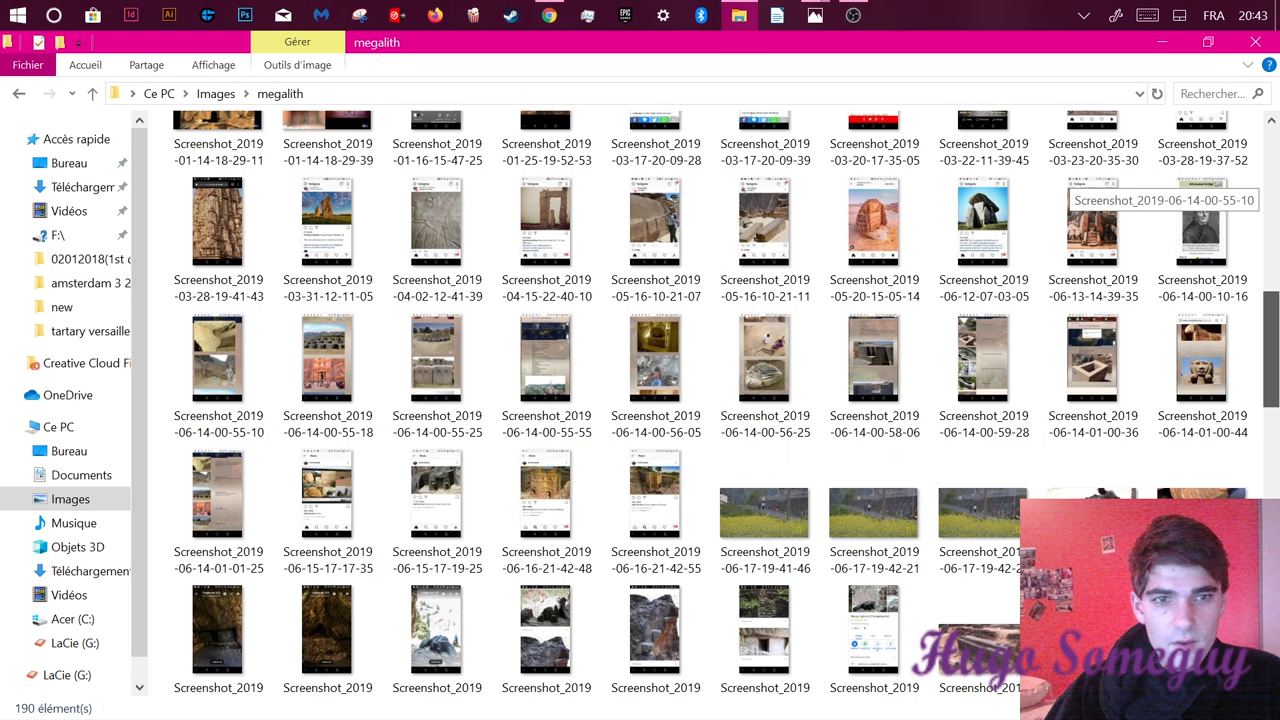 FRA 20:43
Gérer megalith
Fichier Accueil Partage Affichage Outils d'image
Ce PC Images megalith Rechercher...
Accès rapide
Bureau
Téléchargem
Vidéos
F:\
02012018(1st
amsterdam 3 2
new
tartary versaille
Creative Cloud Fi
OneDrive
Ce PC
Bureau
Documents
Images
Musique
Objets 3D
Téléchargement
Vidéos
Acer (C:)
LaCie (G:)
LaCie (G:)
190 élément(s)
Screenshot_2019 Screenshot_2019 Screenshot_2019 Screenshot_2019 Screenshot_2019 Screenshot_2019 Screenshot_2019 Screenshot_2019 Screenshot_2019 Screenshot_2019
-01-14-18-29-11 -01-14-18-29-39 -01-16-15-47-23 -01-25-19-52-53 -03-17-20-09-28 -03-17-20-09-39 -03-20-17-35-05 -03-22-11-39-45 -03-23-20-35-30 -03-28-19-37-52
Screenshot_2019-06-14-00-55-10
Screenshot_2019 Screenshot_2019 Screenshot_2019 Screenshot_2019 Screenshot_2019 Screenshot_2019 Screenshot_2019 Screenshot_2019 Screenshot_2019 Screenshot_2019
-03-28-19-41-43 -03-31-12-11-05 -04-02-12-41-39 -04-15-22-40-10 -05-16-10-21-07 -05-16-10-21-11 -05-20-15-05-14 -06-12-07-03-05 -06-13-14-39-35 -06-14-00-10-16
Screenshot_2019 Screenshot_2019 Screenshot_2019 Screenshot_2019 Screenshot_2019 Screenshot_2019 Screenshot_2019 Screenshot_2019 Screenshot_2019 Screenshot_2019
-06-14-00-55-10 -06-14-00-55-18 -06-14-00-55-25 -06-14-00-55-55 -06-14-00-56-05 -06-14-00-56-25 -06-14-00-58-06 -06-14-00-59-28 -06-14-01-00-31 -06-14-01-00-44
Screenshot_2019 Screenshot_2019 Screenshot_2019 Screenshot_2019 Screenshot_2019 Screenshot_2019 Screenshot_2019 Screenshot_2019
-06-14-01-01-25 -06-15-17-17-35 -06-15-17-19-25 -06-16-21-42-48 -06-16-21-42-55 -06-17-19-41-46 -06-17-19-42-21 -06-17-19-42-2
Screenshot_2019 Screenshot_2019 Screenshot_2019 Screenshot_2019 Screenshot_2019 Screenshot_2019 Screenshot_2019 Screenshot_201
Hugo Someguy